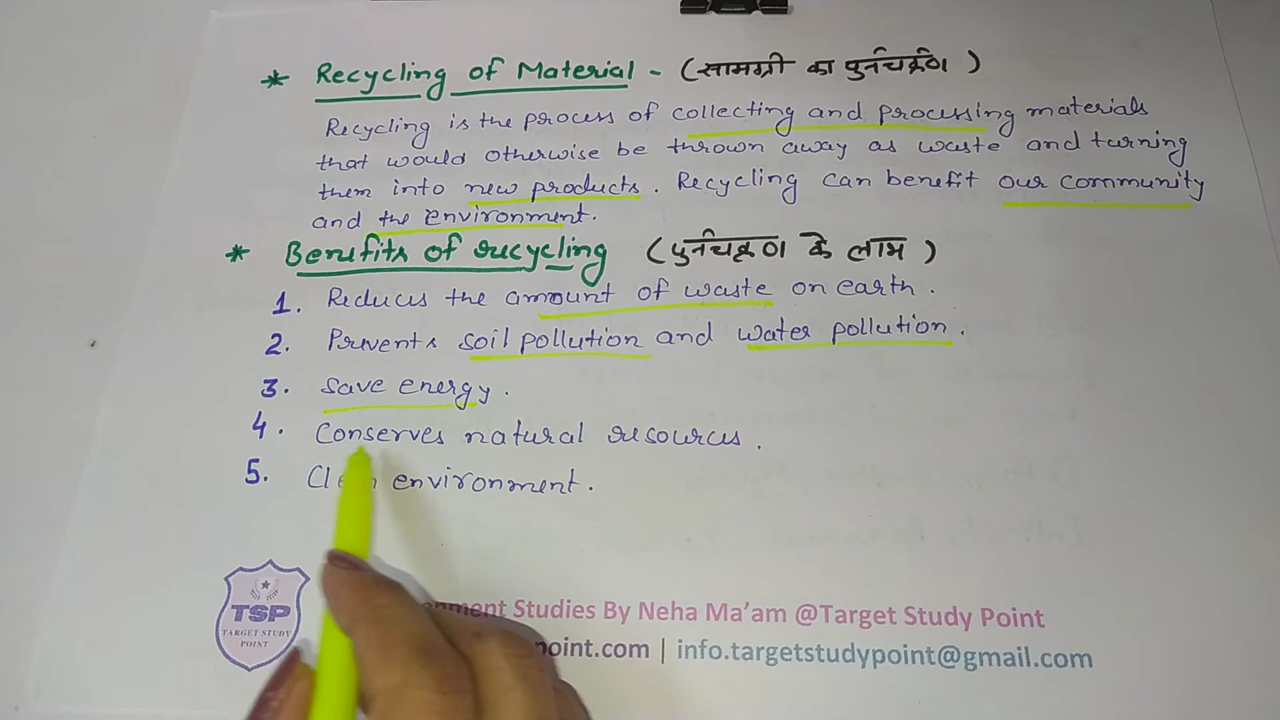 * Recycling of Material - (सामग्री का पुर्नचक्रण)
Recycling is the process of collecting and processing materials
that would otherwise be thrown away as waste and turning
them into new products. Recycling can benefit our community
and the environment.
* Benefits of recycling (पुर्नचक्रण के लाभ)
1. Reduces the amount of waste on earth.
2. Prevents soil pollution and water pollution.
3. Save energy.
4. Conserves natural resources.
5. environment.
TSP
TARGET STUDY
POINT
Studies By Neha Ma'am @Target Study Point
point.com | info.targetstudypoint@gmail.com